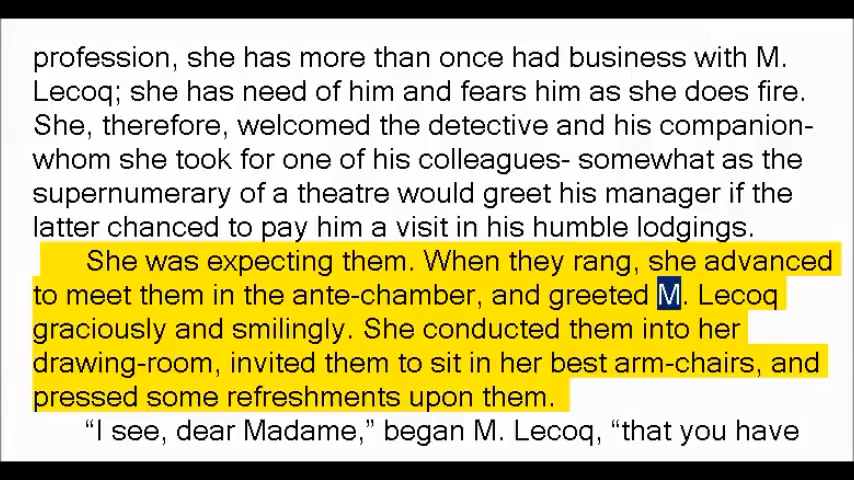 profession, she has more than once had business with M.
Lecoq; she has need of him and fears him as she does fire.
She, therefore, welcomed the detective and his companion-
whom she took for one of his colleagues- somewhat as the
supernumerary of a theatre would greet his manager if the
latter chanced to pay him a visit in his humble lodgings.
She was expecting them. When they rang, she advanced
to meet them in the ante-chamber, and greeted M. Lecoq
graciously and smilingly. She conducted them into her
drawing-room, invited them to sit in her best arm-chairs, and
pressed some refreshments upon them.
“I see, dear Madame,” began M. Lecoq, “that you have